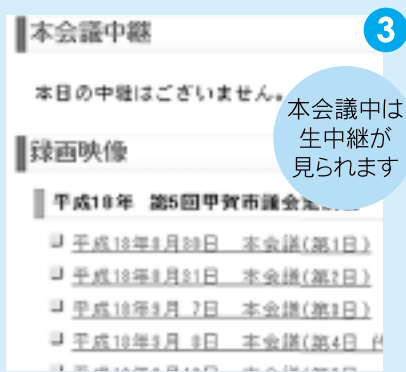 3
本会議中継
本日の中継はございません。
本会議中は
生中継が
見られます
録画映像
平成18年 第5回甲賀市議会
平成18年8月30日 本会議(第1日)
平成18年8月31日 本会議(第2日)
平成18年9月 7日 本会議(第3日)
平成18年9月 8日 本会議(第4日